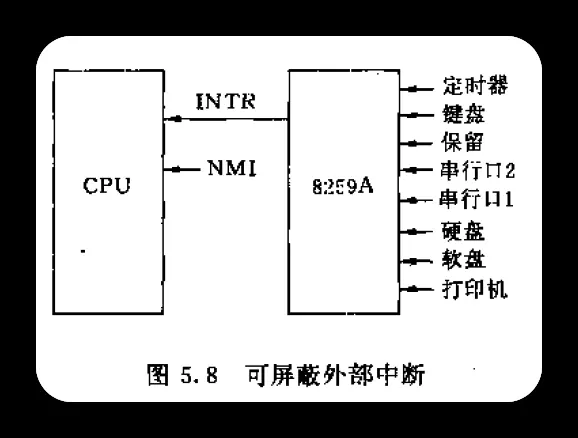 定时器
INTR
键盘
保留
NMI
串行口2
CPU
8259A
串行口1
硬盘
软盘
打印机
图 5.8 可屏蔽外部中断